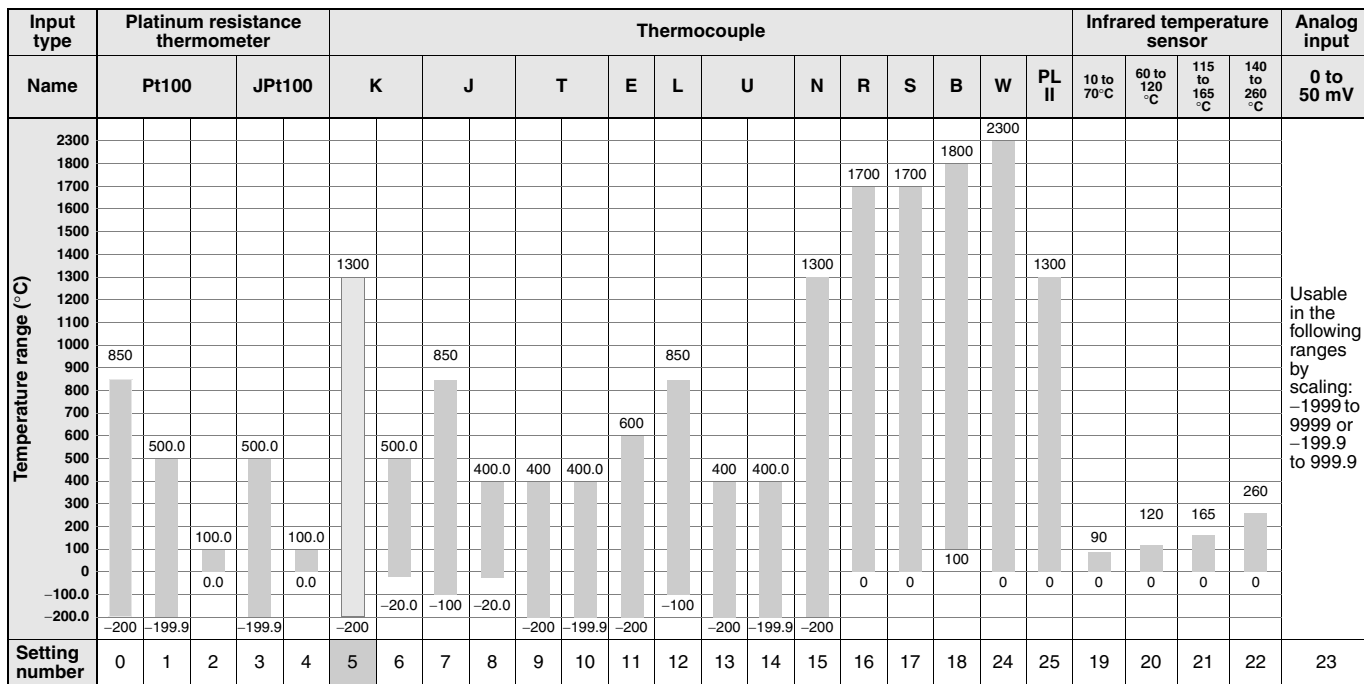 Input type Platinum resistance thermometer Thermocouple Infrared temperature sensor Analog input
Name Pt100 JPt100 K J T E L U N R S B W PL II 10 to 70°C 60 to 120 °C 115 to 165 °C 140 to 260 °C 0 to 50 mV
Temperature range (°C)
2300 2300
1800 1800
1700 1700 1700
1600
1500
1400
1300 1300 1300 1300
1200
1100
1000
900 850 850 850
800
700
600 600
500 500.0 500.0 500.0
400 400.0 400 400.0 400 400.0
300
200 260
100 100.0 100.0 90 120 165
0 0.0 0.0 0 0 100 0 0 0 0 0 0
−100.0 −20.0 −100 −20.0 −100
−200.0
−200 −199.9 −199.9 −200 −200 −199.9 −200 −200 −199.9 −200
Usable
in the
following
ranges
by
scaling:
−1999 to
9999 or
−199.9
to 999.9
Setting number 0 1 2 3 4 5 6 7 8 9 10 11 12 13 14 15 16 17 18 24 25 19 20 21 22 23